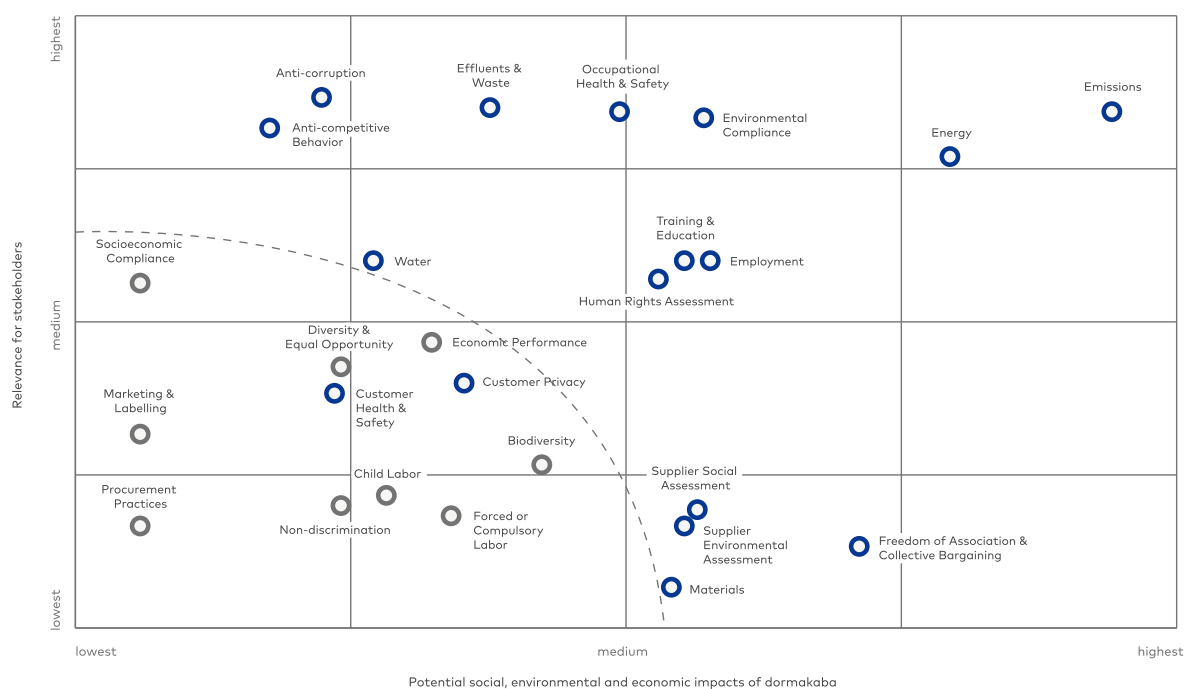 highest
Anti-corruption
Effluents &
Waste
Occupational
Health & Safety
Emissions
Anti-competitive
Behavior
Environmental
Compliance
Energy
Relevance for stakeholders
Socioeconomic
Compliance
Water
Training &
Education
Employment
Human Rights Assessment
medium
Diversity &
Equal Opportunity
Economic Performance
Marketing &
Labelling
Customer
Health &
Safety
Customer Privacy
Biodiversity
Procurement
Practices
Child Labor
Non-discrimination
Forced or
Compulsory
Labor
Supplier Social
Assessment
Supplier
Environmental
Assessment
Freedom of Association &
Collective Bargaining
Materials
lowest
lowest
medium
highest
Potential social, environmental and economic impacts of dormakaba